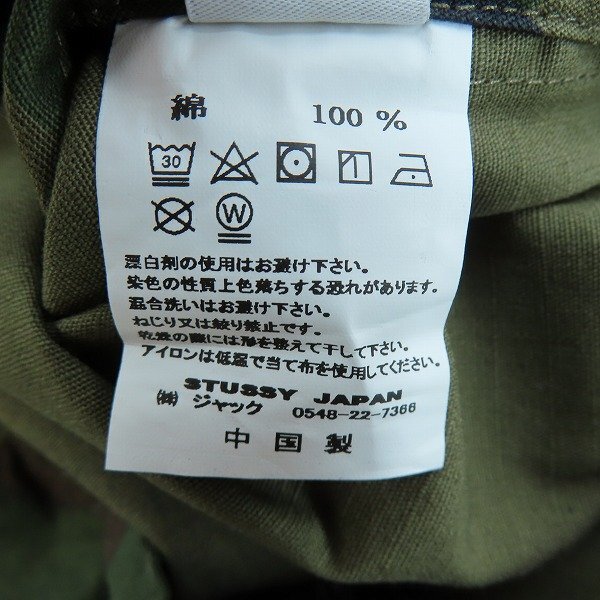 綿 100 %
30
W
漂白剤の使用はお避け下さい。
染色の性質上色落ちする恐れがあります。
混合洗いはお避け下さい。
ねじり又は絞り禁止です。
乾燥の際には形を整えて干して下さい。
アイロンは低温で当て布を使用してください。
STUSSY JAPAN
㈱ ジャック 0548-22-7366
中国製